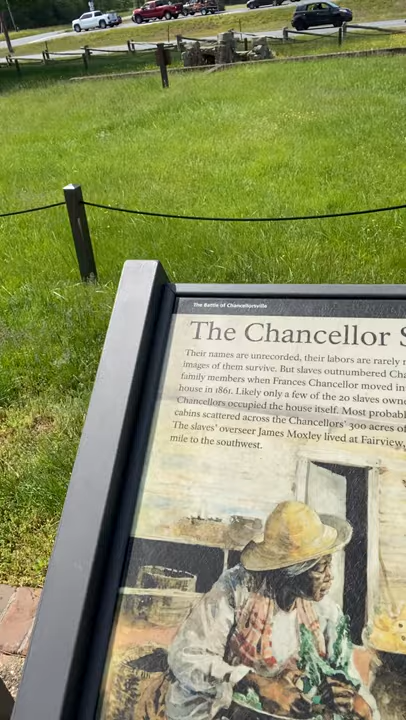 The Battle of Chancellorsville
The Chancellor S
Their names are unrecorded, their labors are rarely
images of them survive. But slaves outnumbered Cha
family members when Frances Chancellor moved in
house in 1861. Likely only a few of the 20 slaves own
Chancellors occupied the house itself. Most probabl
cabins scattered across the Chancellors' 300 acres of
The slaves' overseer James Moxley lived at Fairview,
mile to the southwest.